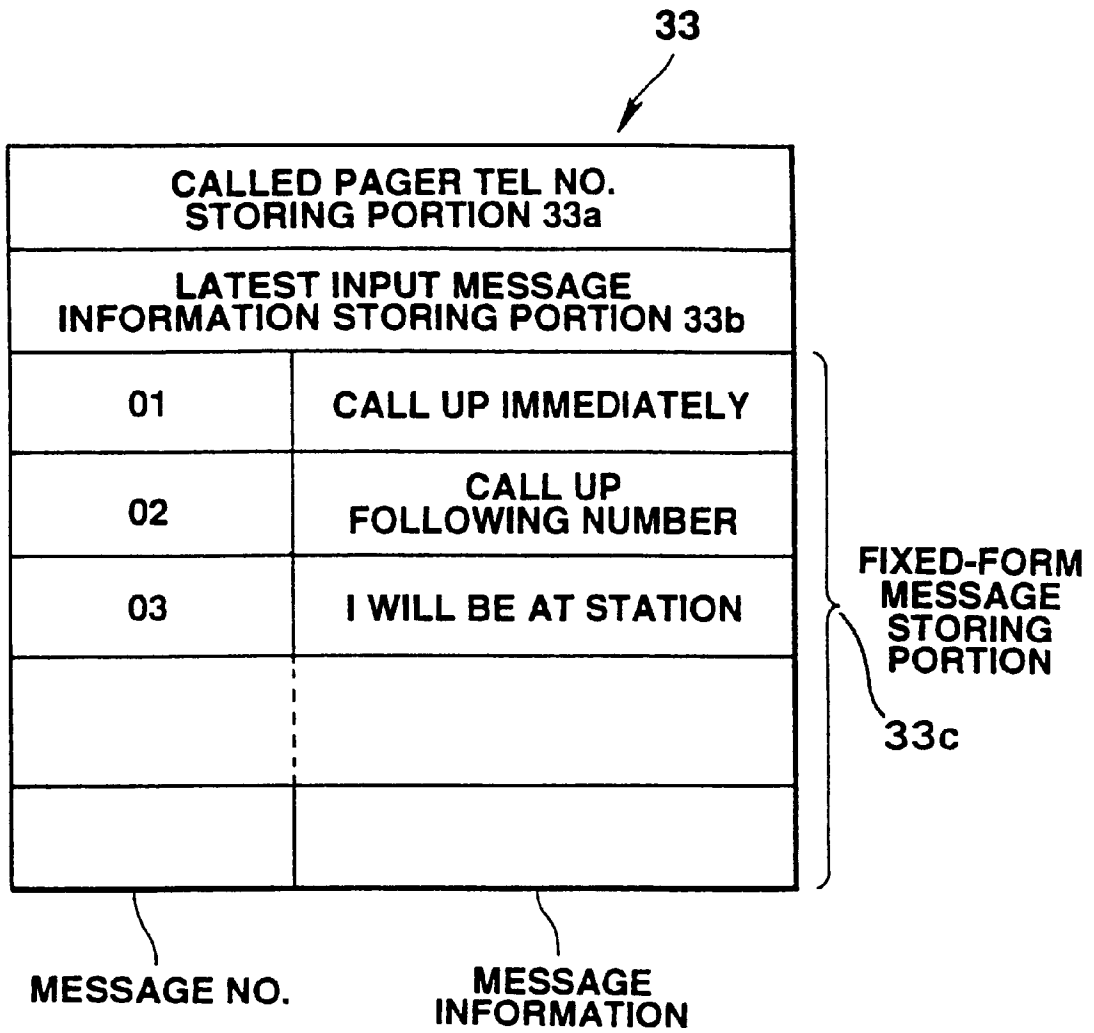 33
CALLED PAGER TEL NO.
STORING PORTION 33a
LATEST INPUT MESSAGE
INFORMATION STORING PORTION 33b
01
CALL UP IMMEDIATELY
02
CALL UP
FOLLOWING NUMBER
03
I WILL BE AT STATION
FIXED-FORM
MESSAGE
STORING
PORTION
33c
MESSAGE NO.
MESSAGE
INFORMATION